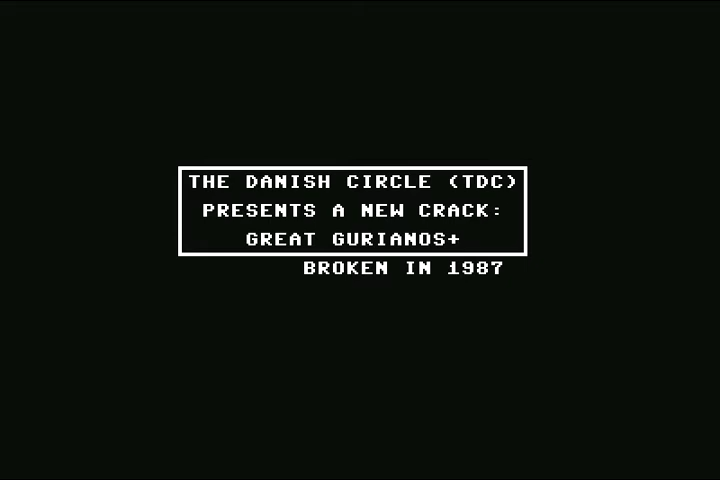 THE DANISH CIRCLE (TDC)
PRESENTS A NEW CRACK:
GREAT GURIANOS+
BROKEN IN 1987